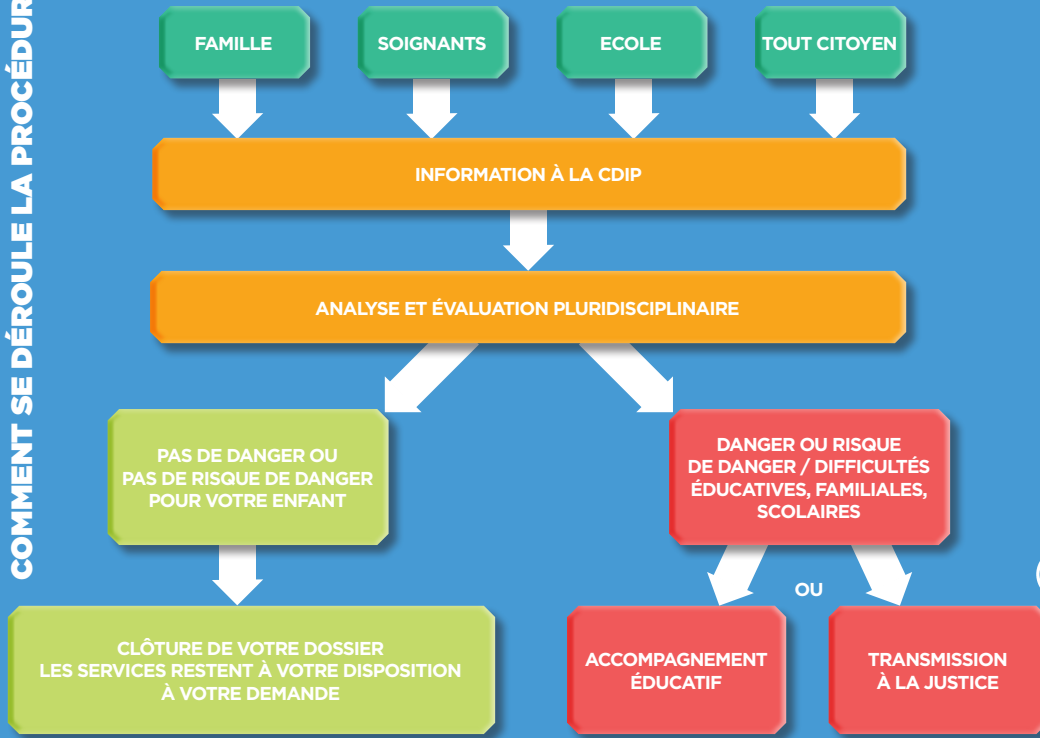 COMMENT SE DÉROULE LA PROCÉDUR
FAMILLE
SOIGNANTS
ECOLE
TOUT CITOYEN
INFORMATION À LA CDIP
ANALYSE ET ÉVALUATION PLURIDISCIPLINAIRE
PAS DE DANGER OU
PAS DE RISQUE DE DANGER
POUR VOTRE ENFANT
DANGER OU RISQUE
DE DANGER / DIFFICULTÉS
ÉDUCATIVES, FAMILIALES,
SCOLAIRES
CLÔTURE DE VOTRE DOSSIER
LES SERVICES RESTENT À VOTRE DISPOSITION
À VOTRE DEMANDE
ACCOMPAGNEMENT
ÉDUCATIF
OU
TRANSMISSION
À LA JUSTICE